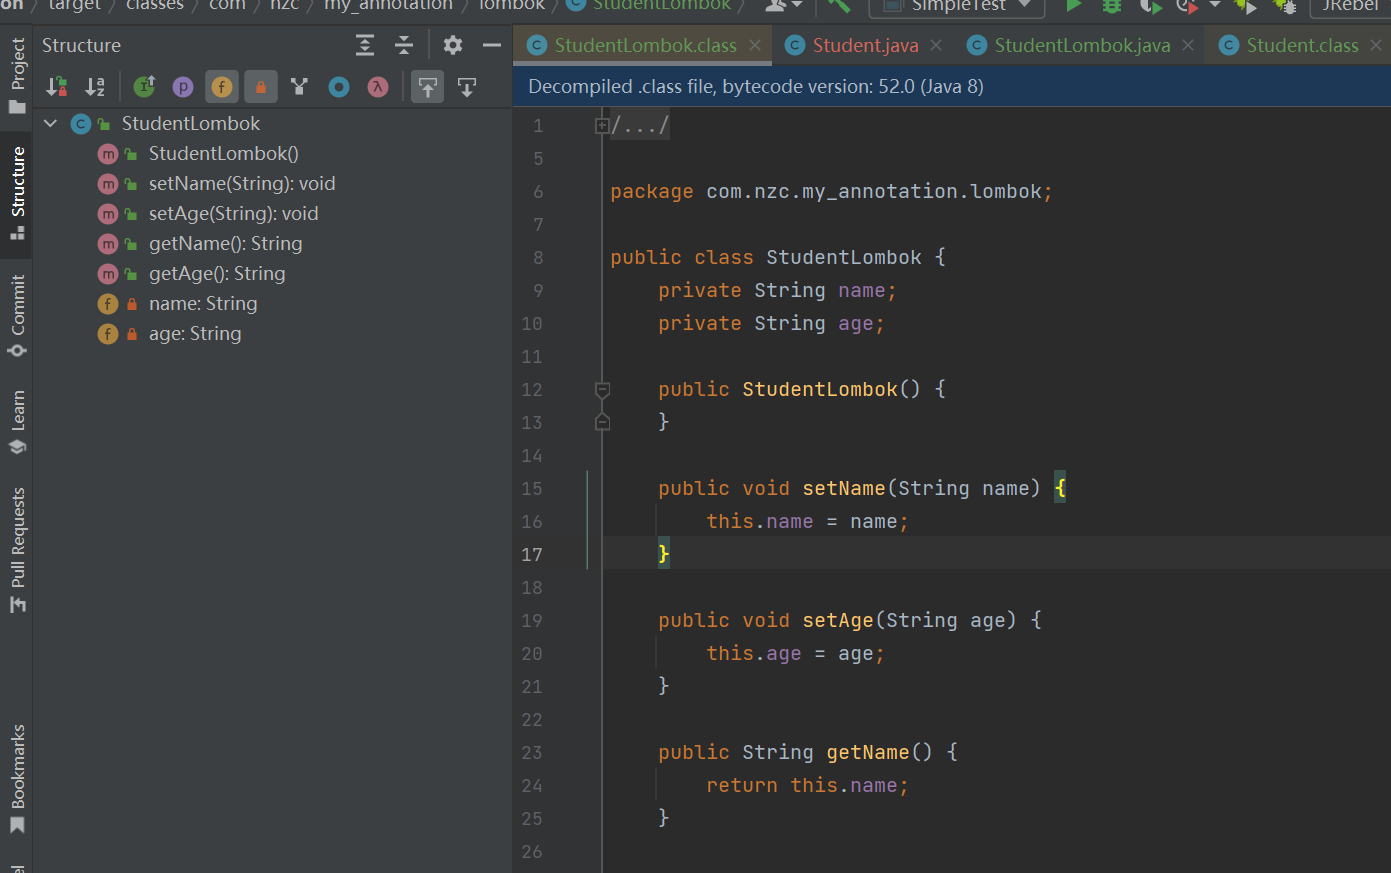 on / target / classes / com / nzc / my_annotation / lombok / StudentLombok
SimpleTest
JRebel
Project
Structure
Commit
Learn
Pull Requests
Bookmarks
Structure
StudentLombok
StudentLombok()
setName(String): void
setAge(String): void
getName(): String
getAge(): String
name: String
age: String
StudentLombok.class
Student.java
StudentLombok.java
Student.class
Decompiled .class file, bytecode version: 52.0 (Java 8)
1 /.../
5
6 package com.nzc.my_annotation.lombok;
7
8 public class StudentLombok {
9 private String name;
10 private String age;
11
12 public StudentLombok() {
13 }
14
15 public void setName(String name) {
16 this.name = name;
17 }
18
19 public void setAge(String age) {
20 this.age = age;
21 }
22
23 public String getName() {
24 return this.name;
25 }
26